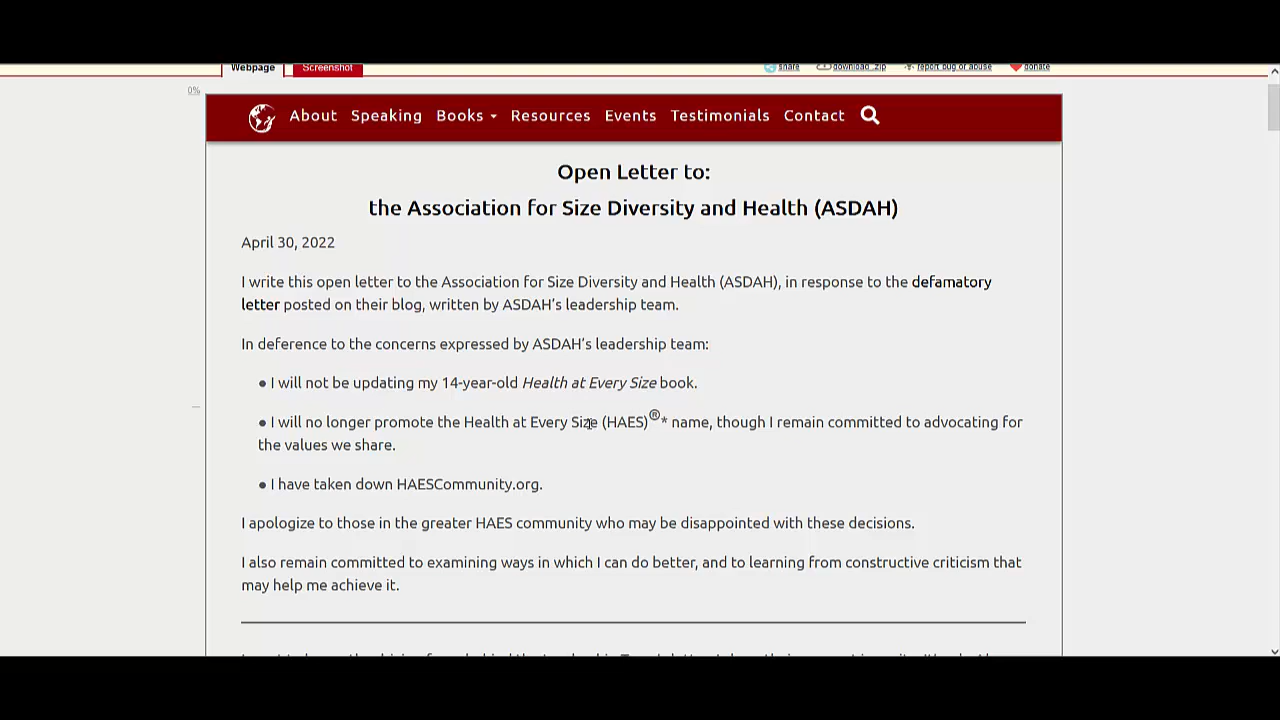 Webpage Screenshot share download .zip report bug or abuse donate
0%
About Speaking Books Resources Events Testimonials Contact
Open Letter to:
the Association for Size Diversity and Health (ASDAH)
April 30, 2022
I write this open letter to the Association for Size Diversity and Health (ASDAH), in response to the defamatory
letter posted on their blog, written by ASDAH’s leadership team.
In deference to the concerns expressed by ASDAH’s leadership team:
● I will not be updating my 14-year-old Health at Every Size book.
● I will no longer promote the Health at Every Size (HAES)®* name, though I remain committed to advocating for
the values we share.
● I have taken down HAESCommunity.org.
I apologize to those in the greater HAES community who may be disappointed with these decisions.
I also remain committed to examining ways in which I can do better, and to learning from constructive criticism that
may help me achieve it.